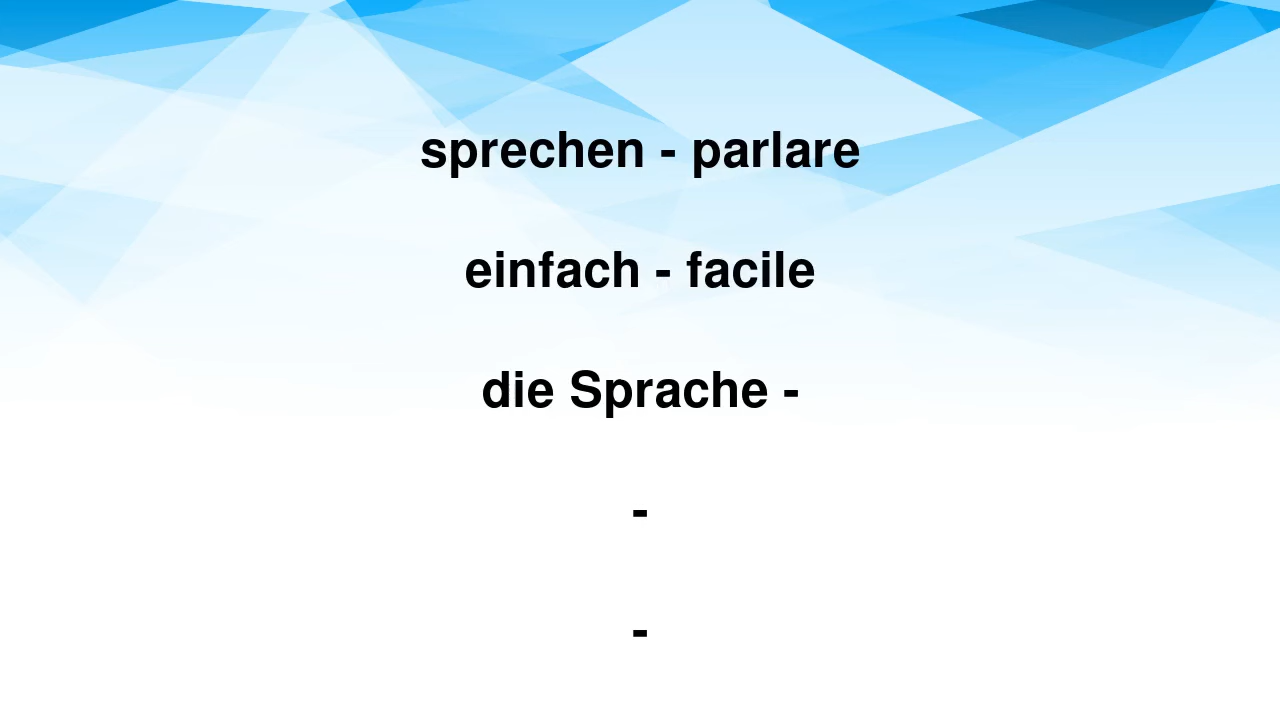 sprechen - parlare
einfach - facile
die Sprache -
-
-